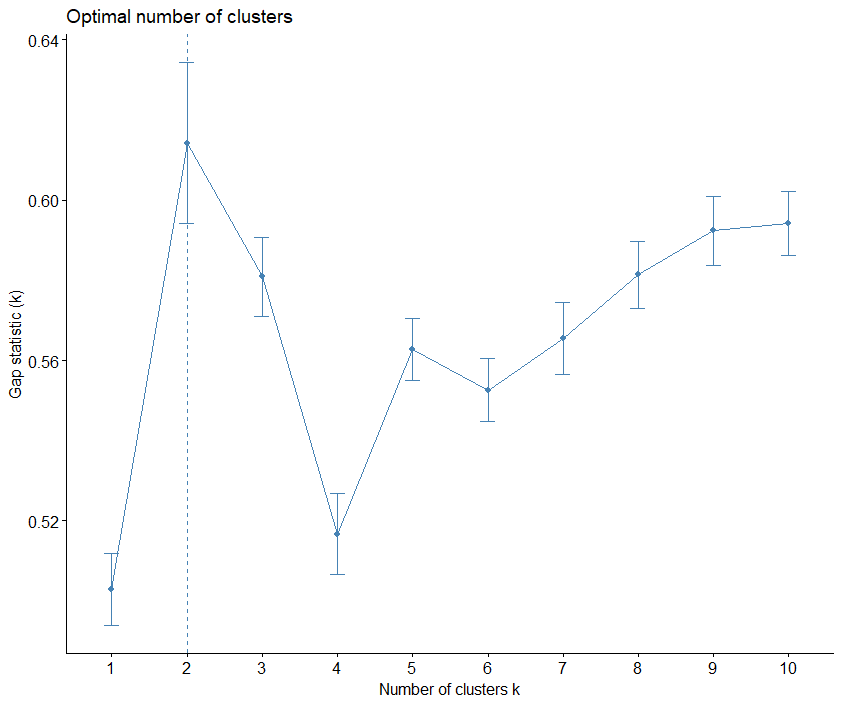 Optimal number of clusters
0.64
0.60
0.56
0.52
Gap statistic (k)
1 2 3 4 5 6 7 8 9 10
Number of clusters k